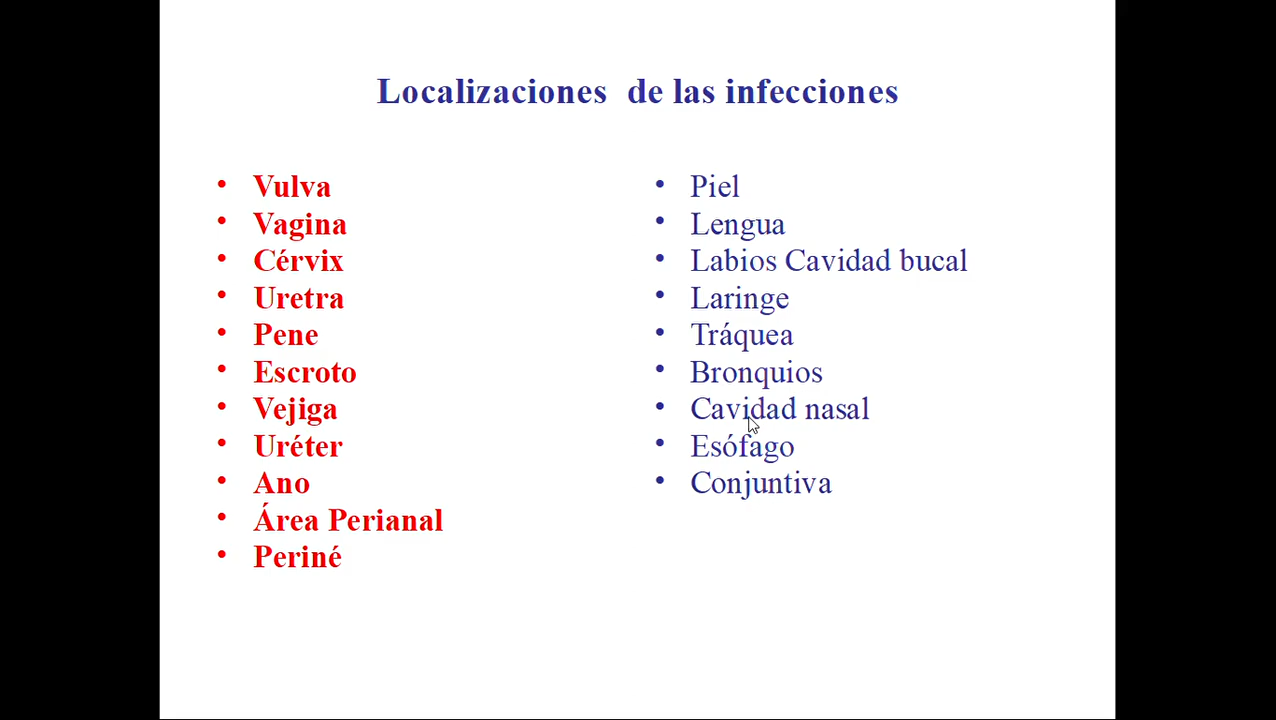 Localizaciones de las infecciones
• Vulva
• Vagina
• Cérvix
• Uretra
• Pene
• Escroto
• Vejiga
• Uréter
• Ano
• Área Perianal
• Periné
• Piel
• Lengua
• Labios Cavidad bucal
• Laringe
• Tráquea
• Bronquios
• Cavidad nasal
• Esófago
• Conjuntiva